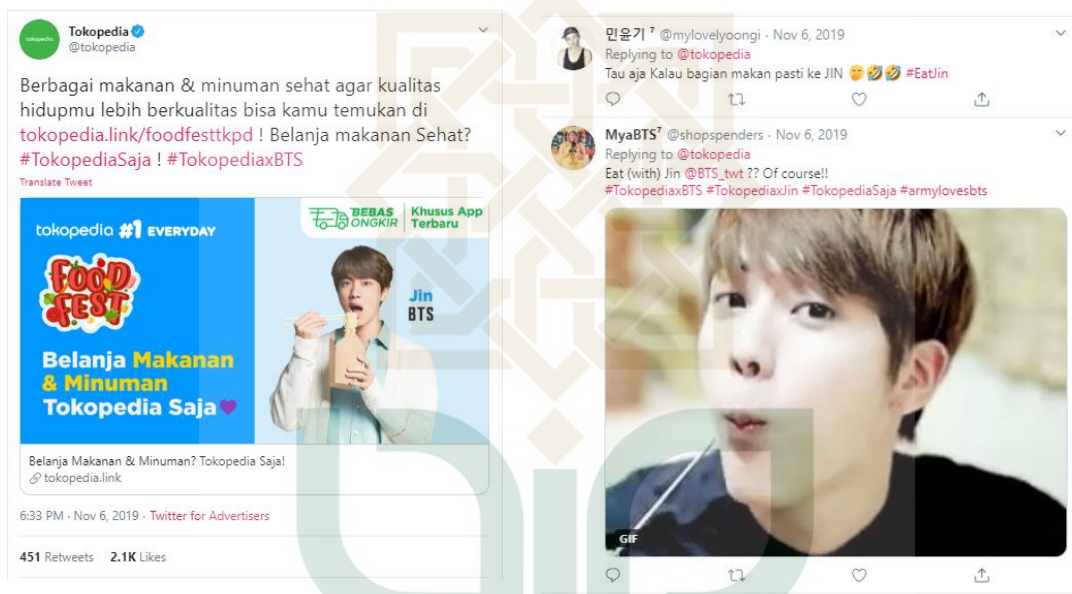 tokopedia
Tokopedia
@tokopedia
Berbagai makanan & minuman sehat agar kualitas
hidupmu lebih berkualitas bisa kamu temukan di
tokopedia.link/foodfesttkpd ! Belanja makanan Sehat?
#TokopediaSaja ! #TokopediaxBTS
Translate Tweet
tokopedia #1 EVERYDAY
BEBAS ONGKIR
Khusus App Terbaru
FOOD
FEST
Jin
BTS
Belanja Makanan
& Minuman
Tokopedia Saja
Belanja Makanan & Minuman? Tokopedia Saja!
tokopedia.link
6:33 PM · Nov 6, 2019 · Twitter for Advertisers
451 Retweets 2.1K Likes
민윤기 ⁷ @mylovelyoongi · Nov 6, 2019
Replying to @tokopedia
Tau aja Kalau bagian makan pasti ke JIN 🤭🤣🤣 #EatJin
MyaBTS⁷ @shopspenders · Nov 6, 2019
Replying to @tokopedia
Eat (with) Jin @BTS_twt ?? Of course!!
#TokopediaxBTS #TokopediaxJin #TokopediaSaja #armylovesbts
GIF